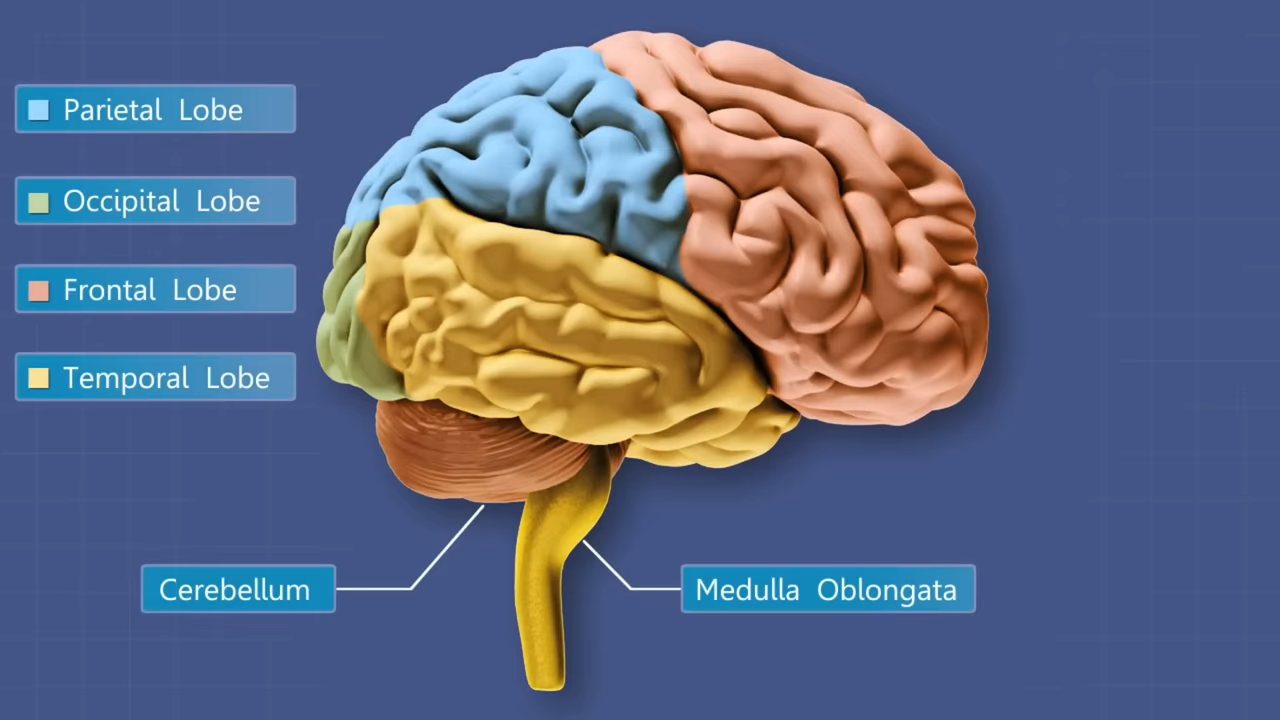 Parietal Lobe
Occipital Lobe
Frontal Lobe
Temporal Lobe
Cerebellum
Medulla Oblongata